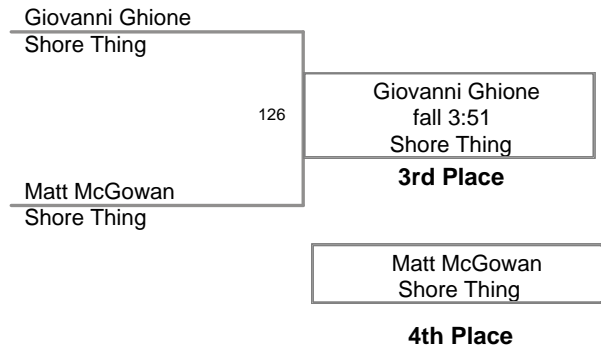 Giovanni Ghione
Shore Thing
126
Giovanni Ghione
fall 3:51
Shore Thing
3rd Place
Matt McGowan
Shore Thing
Matt McGowan
Shore Thing
4th Place